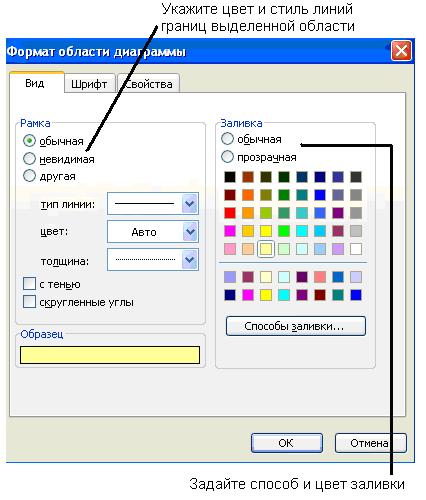 Укажите цвет и стиль линий
границ выделенной области
Формат области диаграммы
Вид
Шрифт
Свойства
Рамка
обычная
невидимая
другая
тип линии:
цвет:
Авто
толщина:
с тенью
скругленные углы
Образец
Заливка
обычная
прозрачная
Способы заливки...
ОК
Отмена
Задайте способ и цвет заливки